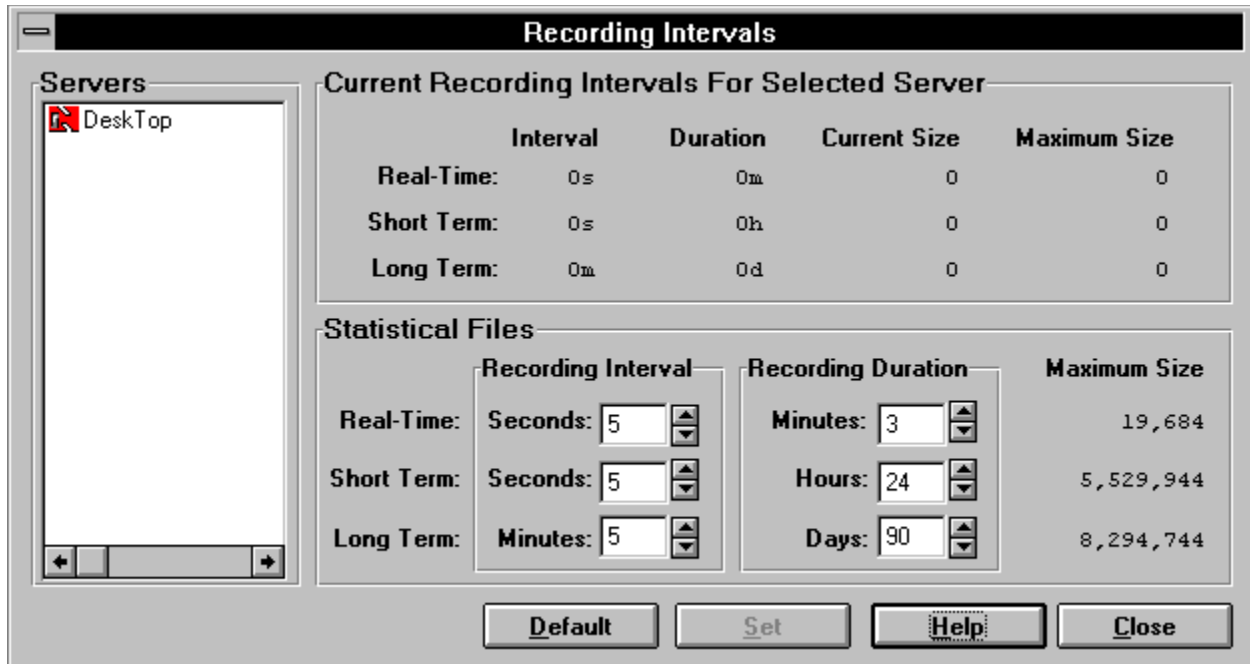 Recording Intervals
Servers
DeskTop
Current Recording Intervals For Selected Server
Interval Duration Current Size Maximum Size
Real-Time: 0s 0m 0 0
Short Term: 0s 0h 0 0
Long Term: 0m 0d 0 0
Statistical Files
Recording Interval Recording Duration Maximum Size
Real-Time: Seconds: 5 Minutes: 3 19,684
Short Term: Seconds: 5 Hours: 24 5,529,944
Long Term: Minutes: 5 Days: 90 8,294,744
Default Set Help Close